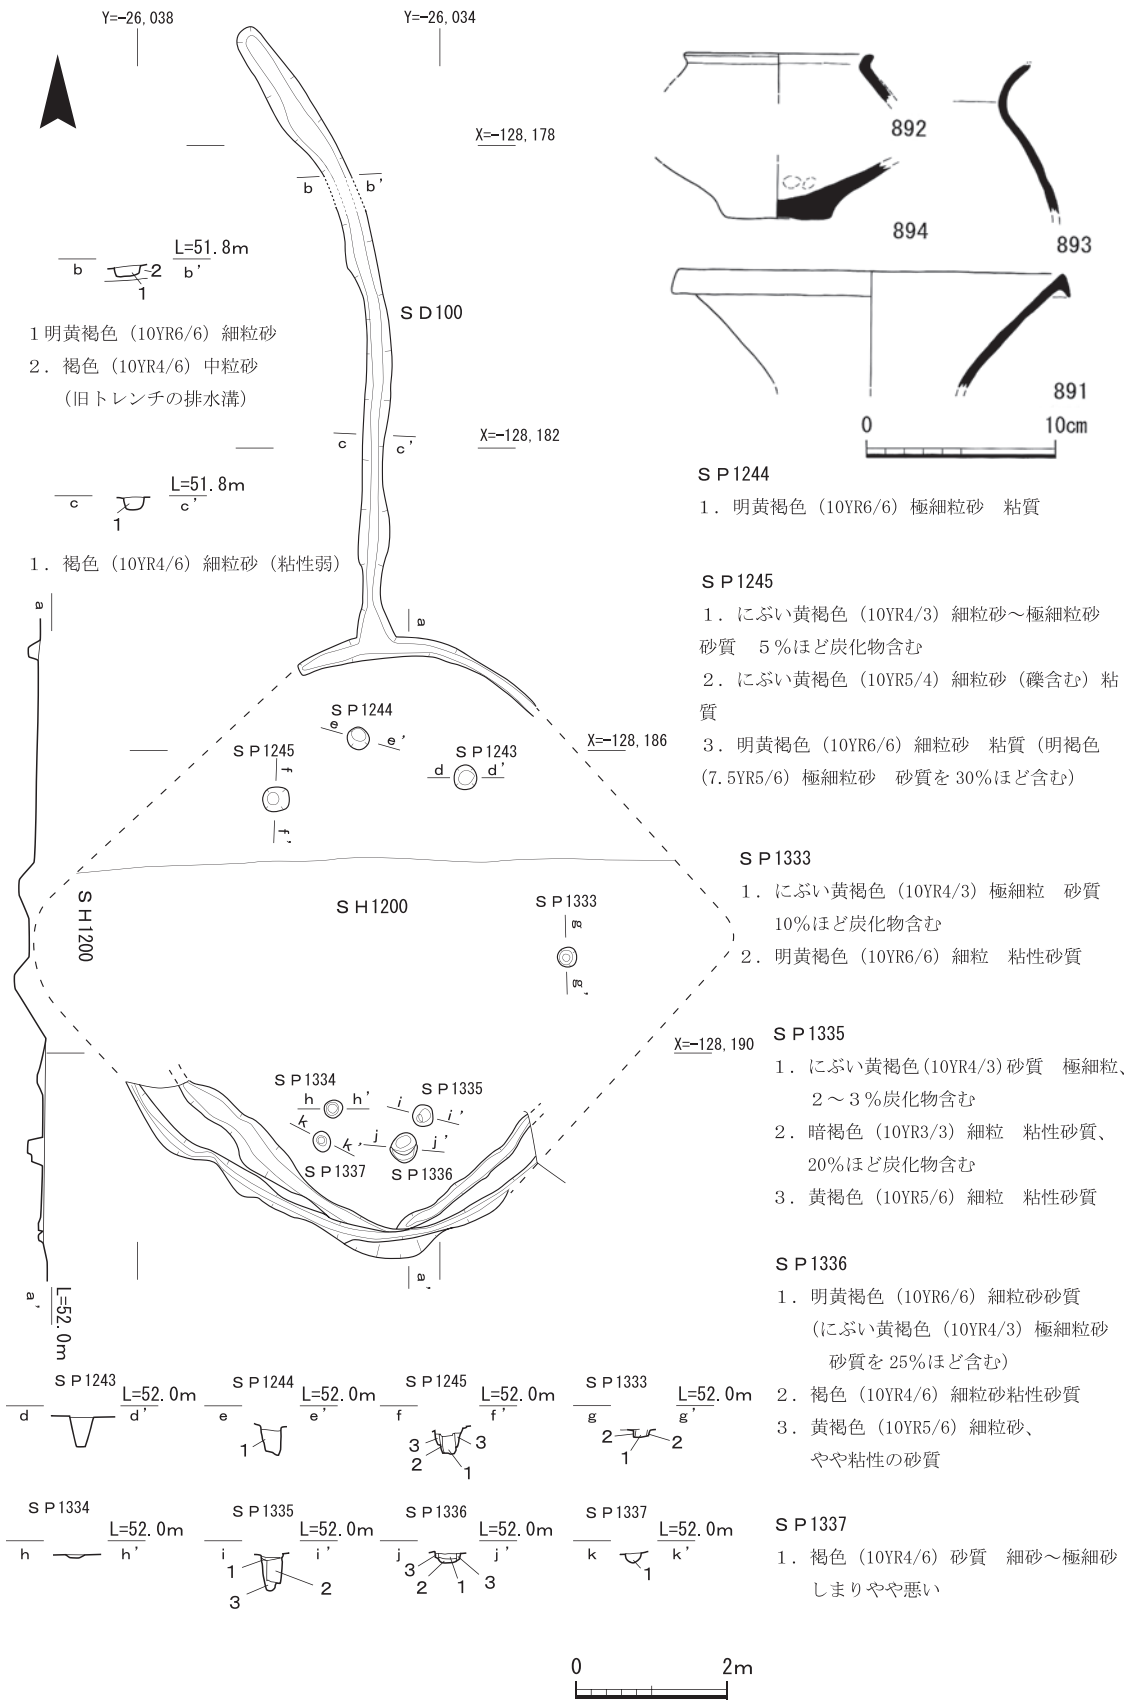 Y=-26,038
Y=-26,034
X=-128,178
b
b'
L=51.8m
b
b'
2
1
1明黄褐色（10YR6/6）細粒砂
2．褐色（10YR4/6）中粒砂
（旧トレンチの排水溝）
SD100
c
c'
X=-128,182
L=51.8m
c
c'
1
1．褐色（10YR4/6）細粒砂（粘性弱）
892
894
893
891
0
10cm
SP1244
1．明黄褐色（10YR6/6）極細粒砂　粘質
SP1245
1．にぶい黄褐色（10YR4/3）細粒砂～極細粒砂
砂質　5％ほど炭化物含む
2．にぶい黄褐色（10YR5/4）細粒砂（礫含む）粘
質
3．明黄褐色（10YR6/6）細粒砂　粘質（明褐色
(7.5YR5/6）極細粒砂　砂質を30％ほど含む）
a
a
SP1244
e
e'
SP1245
f
f'
SP1243
d
d'
X=-128,186
SH1200
SH1200
SP1333
g
g'
SP1333
1．にぶい黄褐色（10YR4/3）極細粒　砂質
10％ほど炭化物含む
2．明黄褐色（10YR6/6）細粒　粘性砂質
X=-128,190
SP1334
h
h'
SP1335
i
i'
k
k'
j
j'
SP1337
SP1336
a'
a'
L=52.0m
SP1335
1．にぶい黄褐色（10YR4/3）砂質　極細粒、
2～3％炭化物含む
2．暗褐色（10YR3/3）細粒　粘性砂質、
20％ほど炭化物含む
3．黄褐色（10YR5/6）細粒　粘性砂質
SP1336
1．明黄褐色（10YR6/6）細粒砂砂質
（にぶい黄褐色（10YR4/3）極細粒砂
砂質を25％ほど含む）
2．褐色（10YR4/6）細粒砂粘性砂質
3．黄褐色（10YR5/6）細粒砂、
やや粘性の砂質
SP1337
1．褐色（10YR4/6）砂質　細砂～極細砂
しまりやや悪い
SP1243
L=52.0m
d
d'
SP1244
L=52.0m
e
e'
1
SP1245
L=52.0m
f
f'
3
3
2
1
SP1333
L=52.0m
g
g'
2
2
1
SP1334
L=52.0m
h
h'
SP1335
L=52.0m
i
i'
1
2
3
SP1336
L=52.0m
j
j'
3
2
1
3
SP1337
L=52.0m
k
k'
1
0
2m